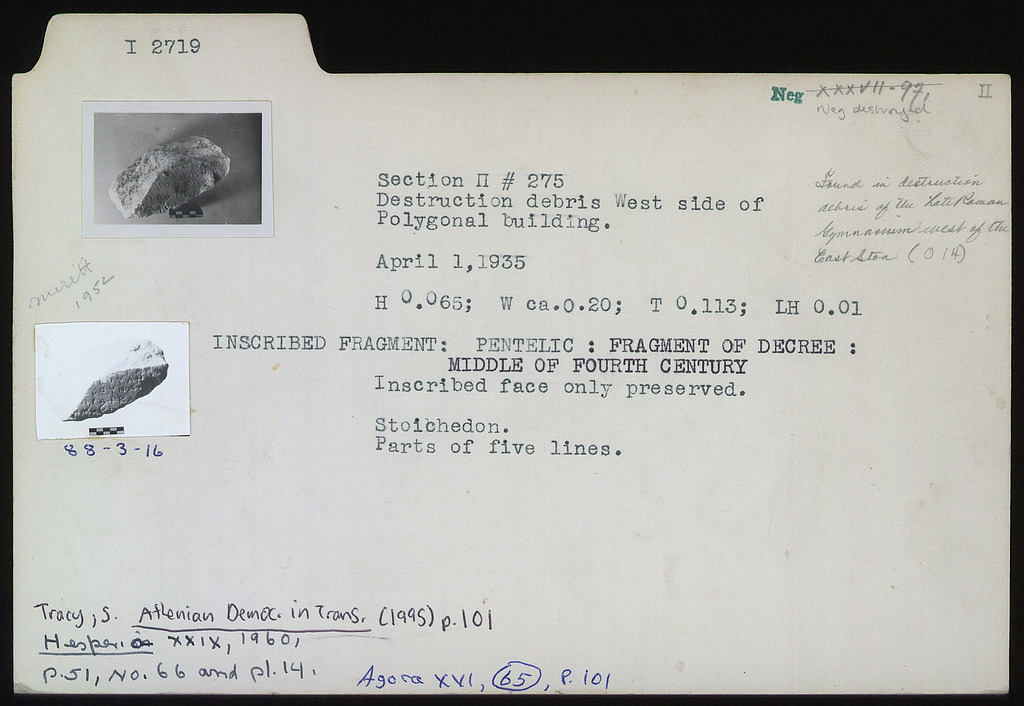 I 2719
Neg XXXVII-97, II
Neg destroyed
Section Π # 275
Destruction debris West side of
Polygonal building.
Found in destruction
debris of the Late Roman
Gymnasium west of the
East Stoa (O 14)
April 1,1935
Meritt
1952
H 0.065; W ca.0.20; T 0.113; LH 0.01
INSCRIBED FRAGMENT: PENTELIC : FRAGMENT OF DECREE :
MIDDLE OF FOURTH CENTURY
Inscribed face only preserved.
Stoichedon.
Parts of five lines.
88-3-16
Tracy, S. Athenian Democ. in Trans. (1995) p.101
Hesperia XXIX, 1960,
p.51, No. 66 and pl.14.
Agora XVI, 65, P. 101